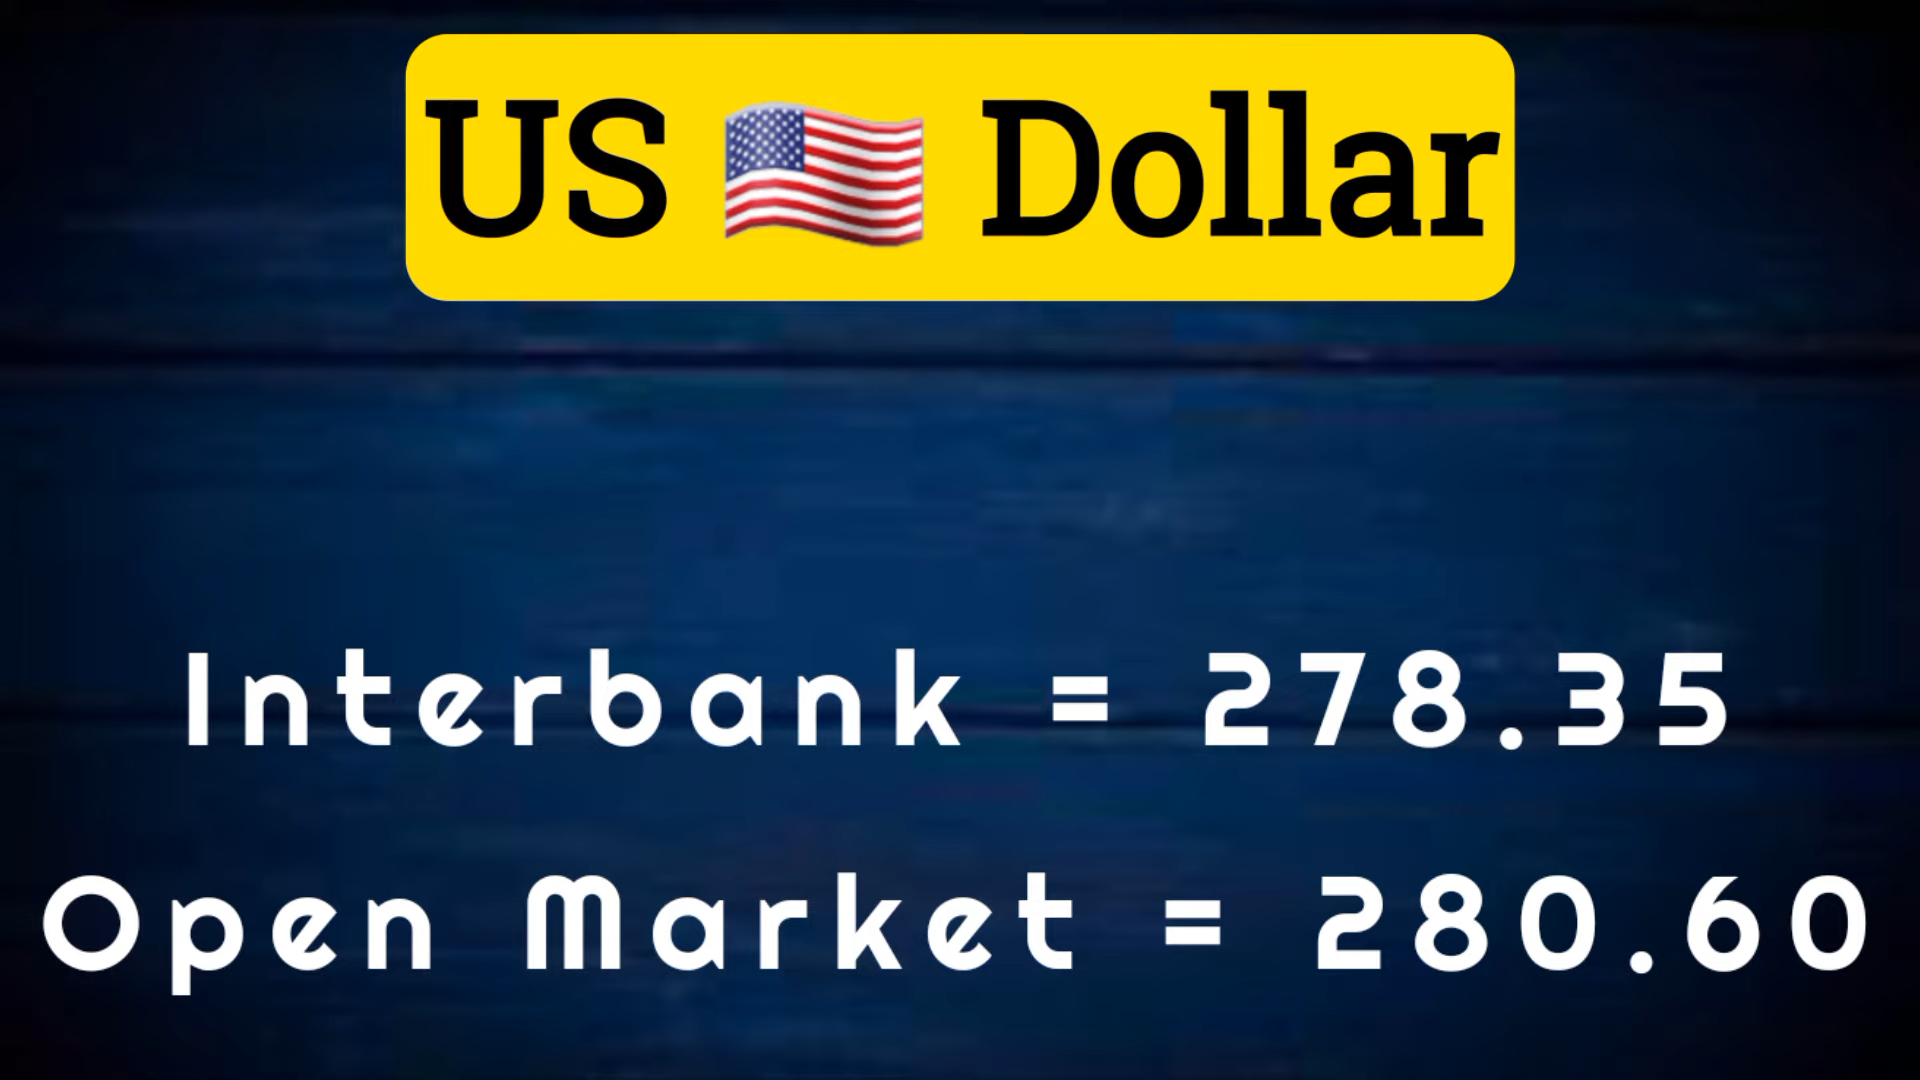 US 🇺🇸 Dollar
Interbank = 278.35
Open Market = 280.60